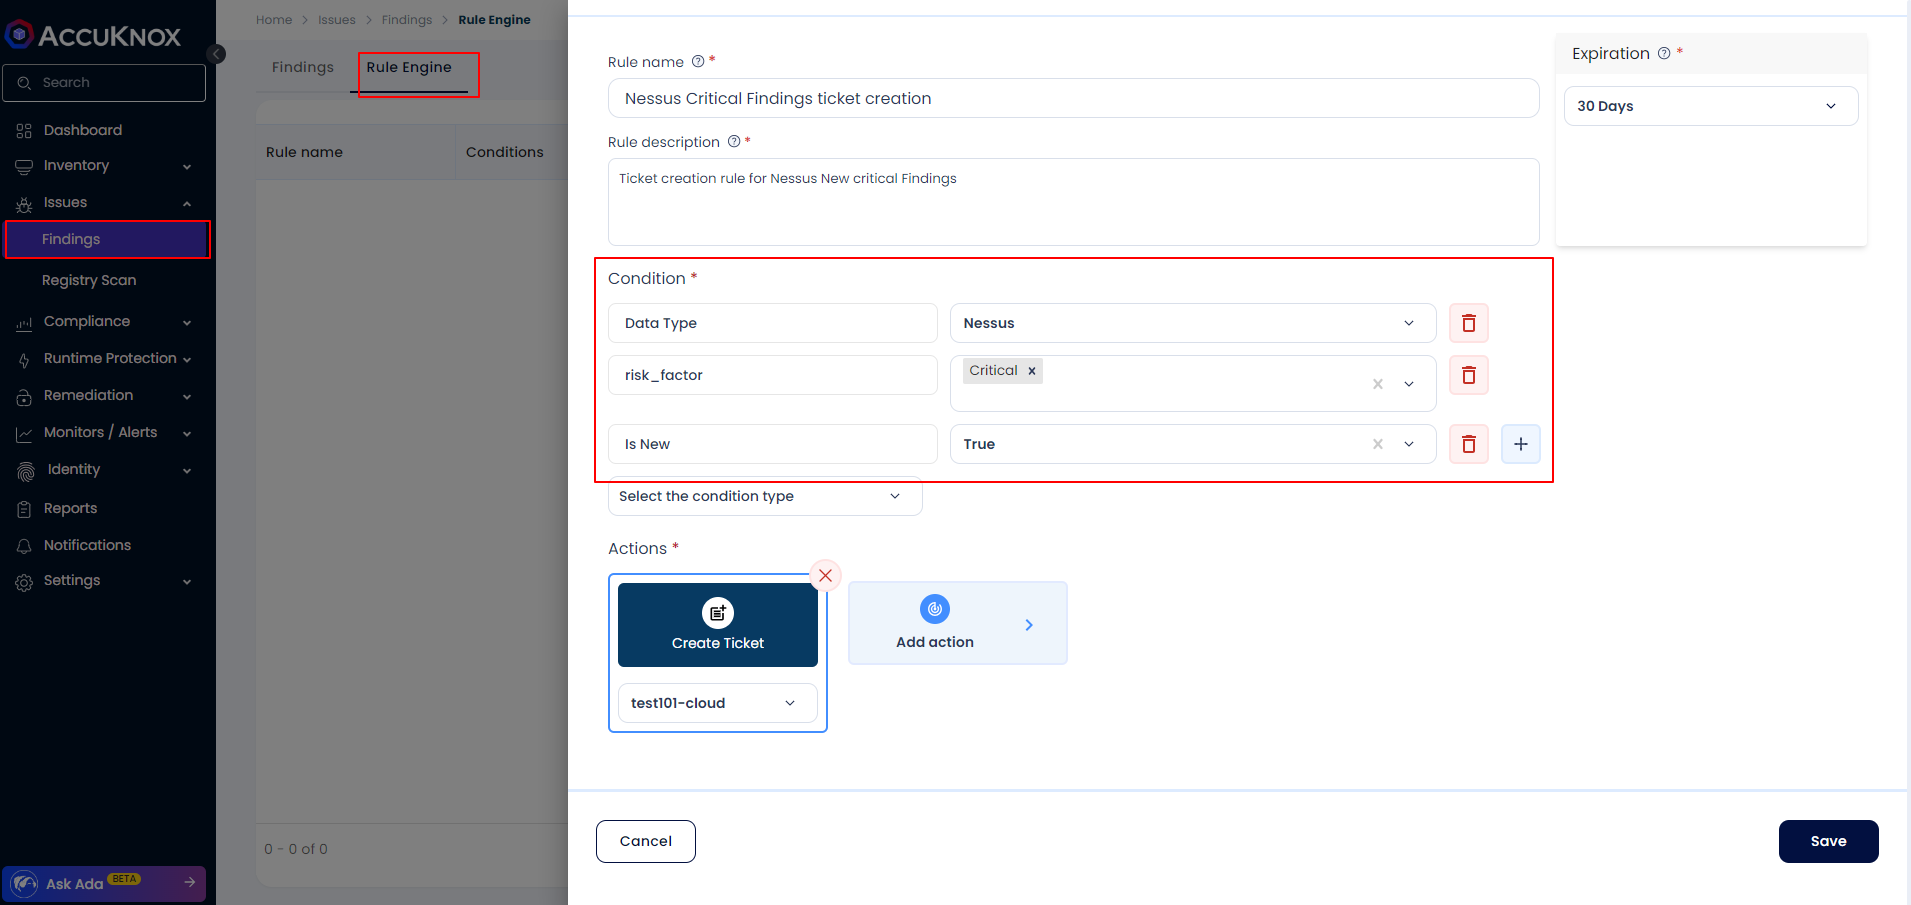 ACCUKNOX
Search
Dashboard
Inventory
Issues
Findings
Registry Scan
Compliance
Runtime Protection
Remediation
Monitors / Alerts
Identity
Reports
Notifications
Settings
Ask Ada BETA
Home > Issues > Findings > Rule Engine
Findings Rule Engine
Rule name Conditions
0 - 0 of 0
Rule name *
Nessus Critical Findings ticket creation
Rule description *
Ticket creation rule for Nessus New critical Findings
Expiration *
30 Days
Condition *
Data Type Nessus
risk_factor Critical x
Is New True
Select the condition type
Actions *
Create Ticket
test101-cloud
Add action
Cancel Save